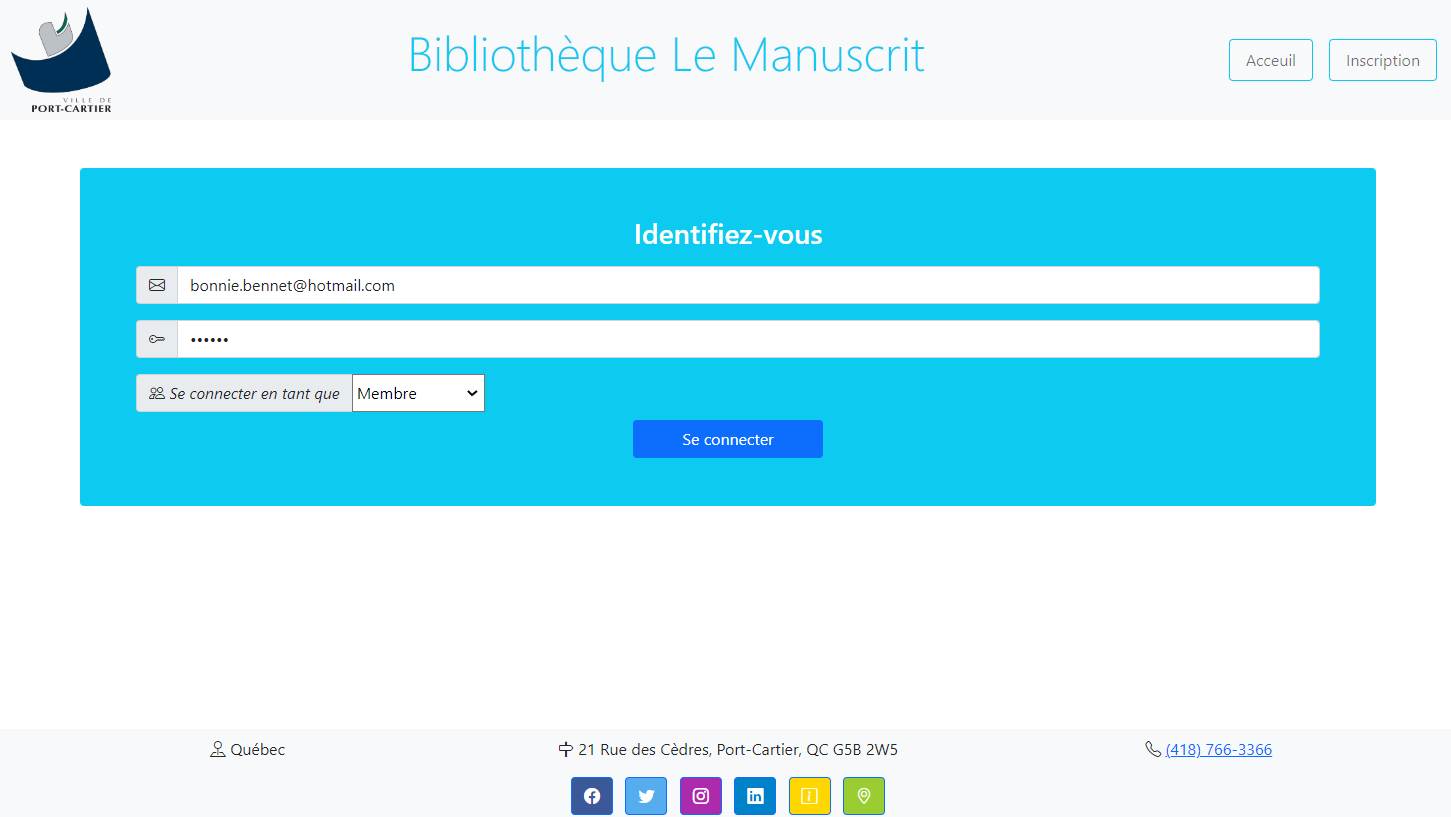 VILLE DE
PORT-CARTIER
Bibliothèque Le Manuscrit
Acceuil
Inscription
Identifiez-vous
bonnie.bennet@hotmail.com
••••••
Se connecter en tant que
Membre
Se connecter
Québec
21 Rue des Cèdres, Port-Cartier, QC G5B 2W5
(418) 766-3366